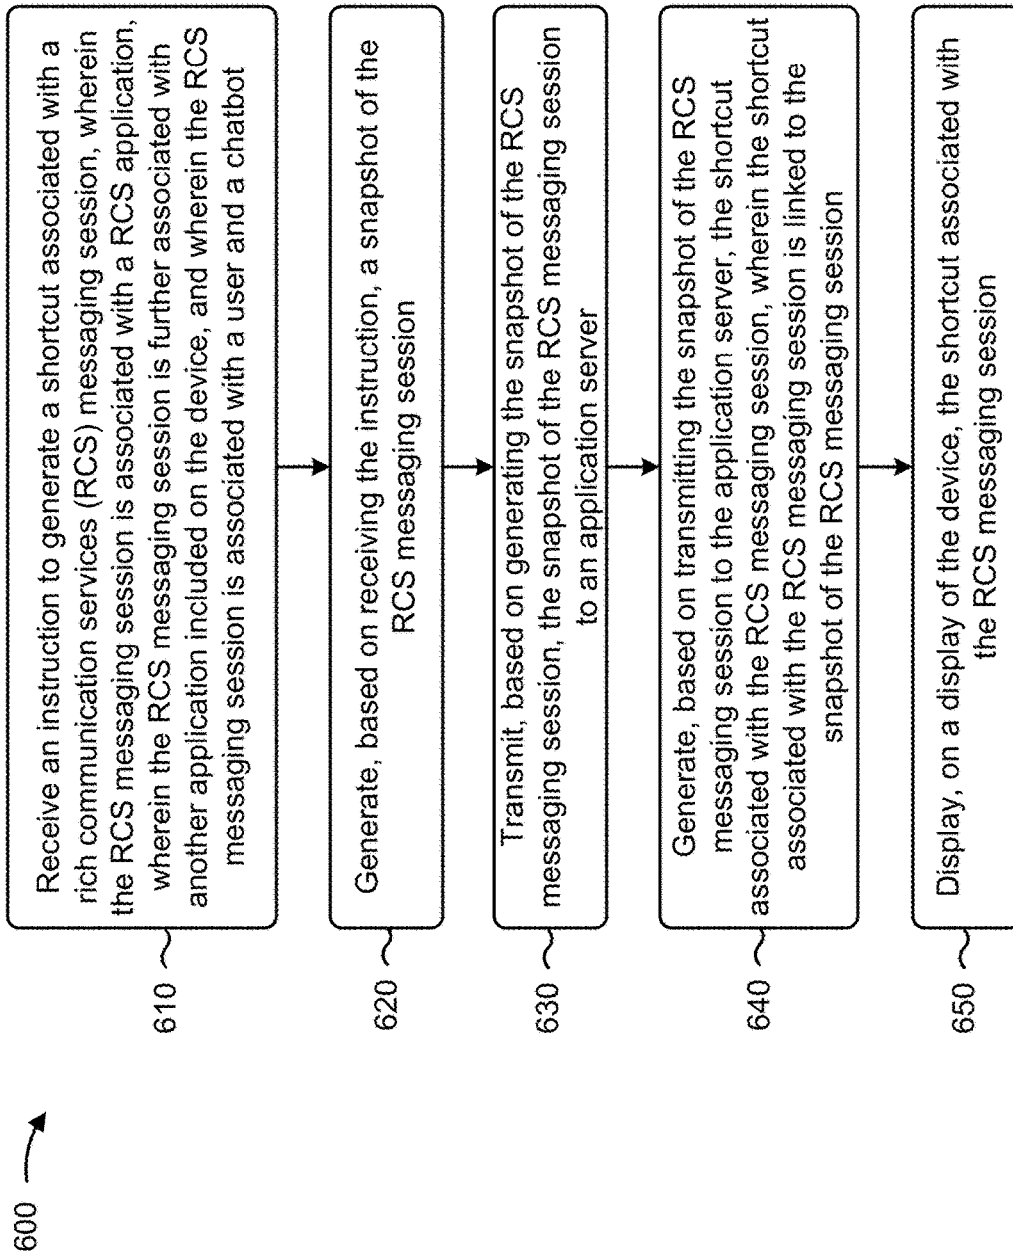 600
610
Receive an instruction to generate a shortcut associated with a
rich communication services (RCS) messaging session, wherein
the RCS messaging session is associated with a RCS application,
wherein the RCS messaging session is further associated with
another application included on the device, and wherein the RCS
messaging session is associated with a user and a chatbot
620
Generate, based on receiving the instruction, a snapshot of the
RCS messaging session
630
Transmit, based on generating the snapshot of the RCS
messaging session, the snapshot of the RCS messaging session
to an application server
640
Generate, based on transmitting the snapshot of the RCS
messaging session to the application server, the shortcut
associated with the RCS messaging session, wherein the shortcut
associated with the RCS messaging session is linked to the
snapshot of the RCS messaging session
650
Display, on a display of the device, the shortcut associated with
the RCS messaging session